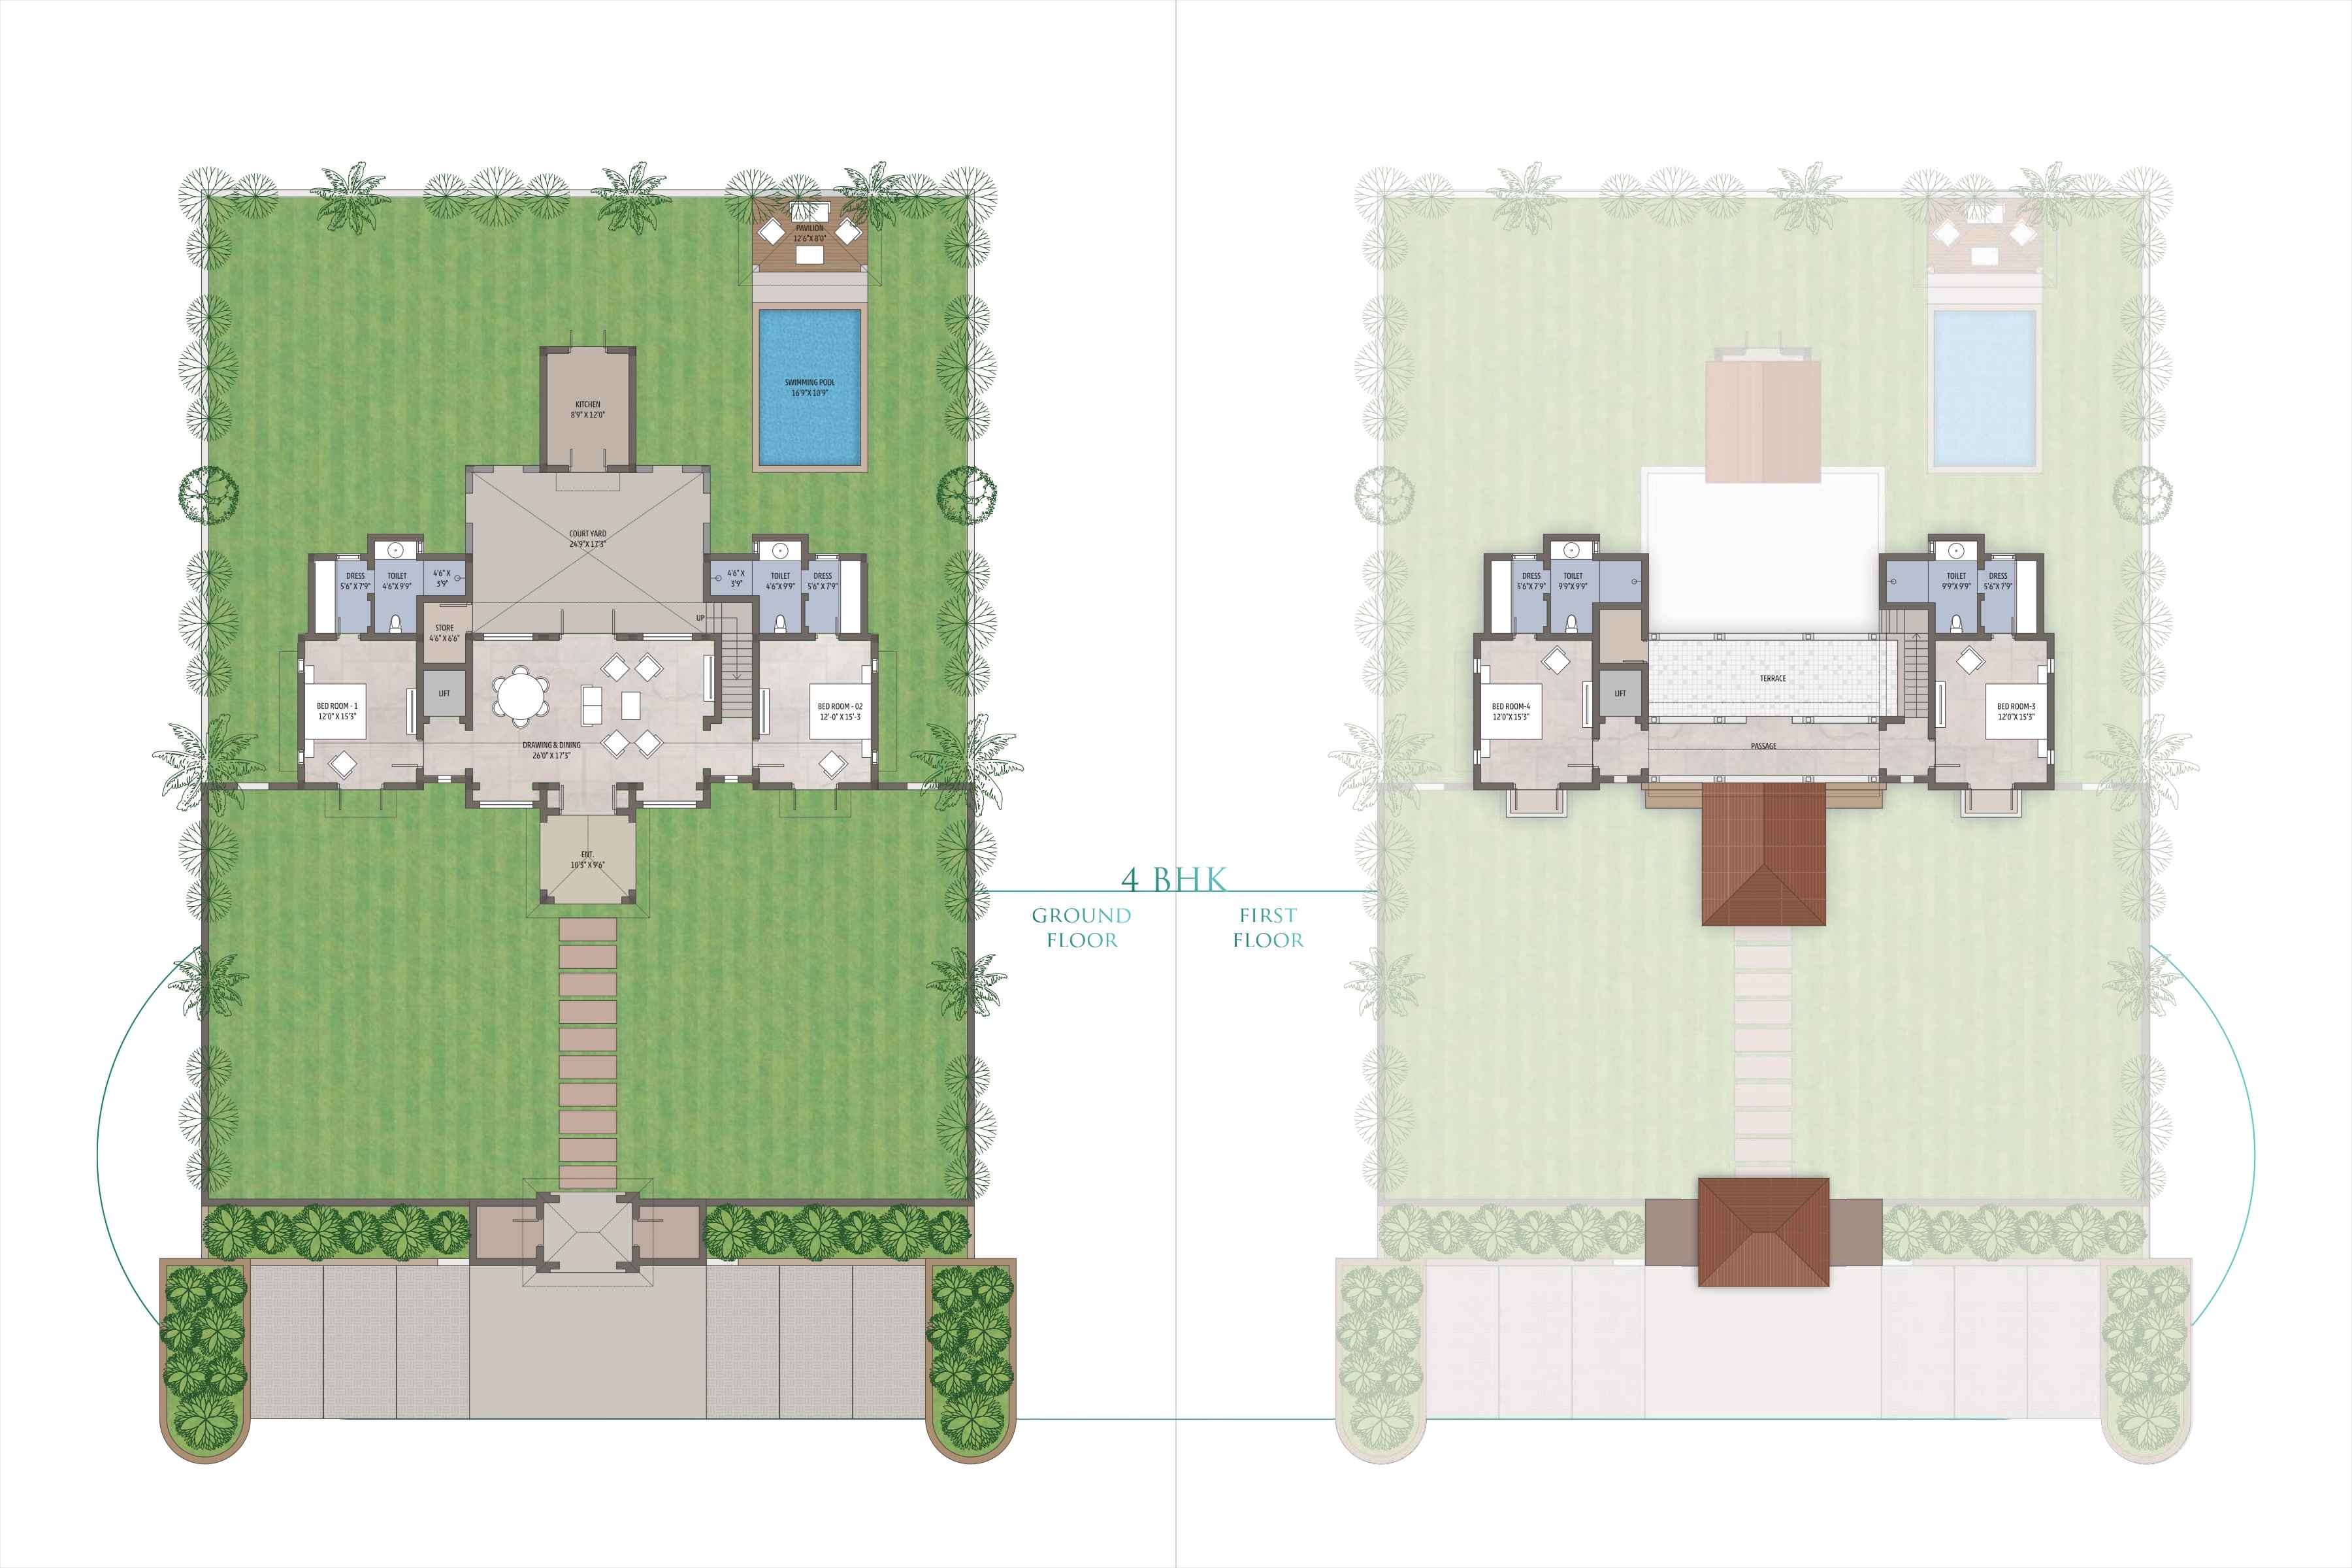 PAVILION
12'6"X 8'0"
SWIMMING POOL
16'9"X 10'9"
KITCHEN
8'9" X 12'0"
COURT YARD
24'9"X 17'3"
DRESS
5'6"X 7'9"
TOILET
4'6"X 9'9"
4'6" X
3'9"
4'6" X
3'9"
TOILET
4'6"X 9'9"
DRESS
5'6"X 7'9"
STORE
4'6"X 6'6"
UP
LIFT
BED ROOM - 1
12'0"X 15'3"
BED ROOM - 02
12'-0"X 15'-3
DRAWING & DINING
26'0"X 17'3"
ENT.
10'3" X 9'6"
4 BHK
GROUND
FLOOR
FIRST
FLOOR
DRESS
5'6"X 7'9"
TOILET
9'9"X 9'9"
TOILET
9'9"X 9'9"
DRESS
5'6"X 7'9"
TERRACE
LIFT
BED ROOM-4
12'0"X 15'3"
BED ROOM-3
12'0"X 15'3"
PASSAGE